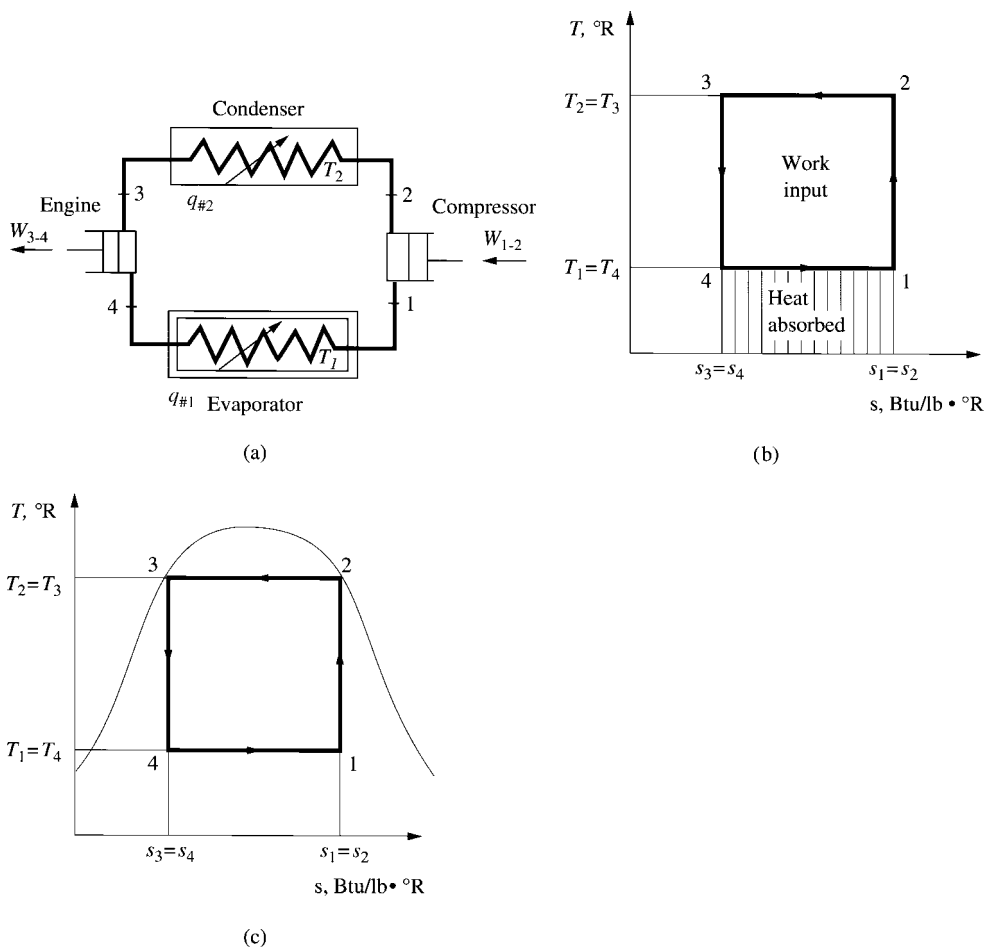 Condenser
T₂
q#2
3
2
Engine
Compressor
W₃₋₄
W₁₋₂
4
1
T₁
q#1 Evaporator
(a)
T, °R
3
2
T₂=T₃
Work
input
T₁=T₄
4
1
Heat
absorbed
s₃=s₄
s₁=s₂
s, Btu/lb • °R
(b)
T, °R
3
2
T₂=T₃
T₁=T₄
4
1
s₃=s₄
s₁=s₂
s, Btu/lb• °R
(c)